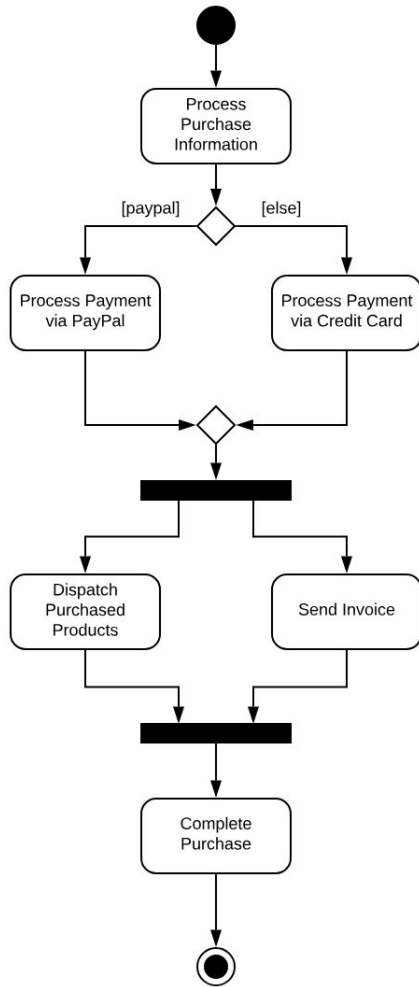 Process
Purchase
Information
[paypal]
[else]
Process Payment
via PayPal
Process Payment
via Credit Card
Dispatch
Purchased
Products
Send Invoice
Complete
Purchase